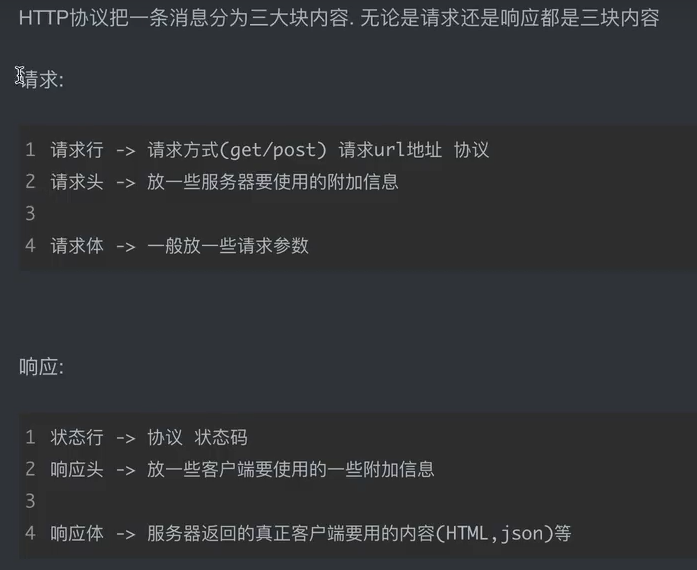 HTTP协议把一条消息分为三大块内容. 无论是请求还是响应都是三块内容
请求:
1 请求行 -> 请求方式(get/post) 请求url地址 协议
2 请求头 -> 放一些服务器要使用的附加信息
3
4 请求体 -> 一般放一些请求参数
响应:
1 状态行 -> 协议 状态码
2 响应头 -> 放一些客户端要使用的一些附加信息
3
4 响应体 -> 服务器返回的真正客户端要用的内容(HTML,json)等